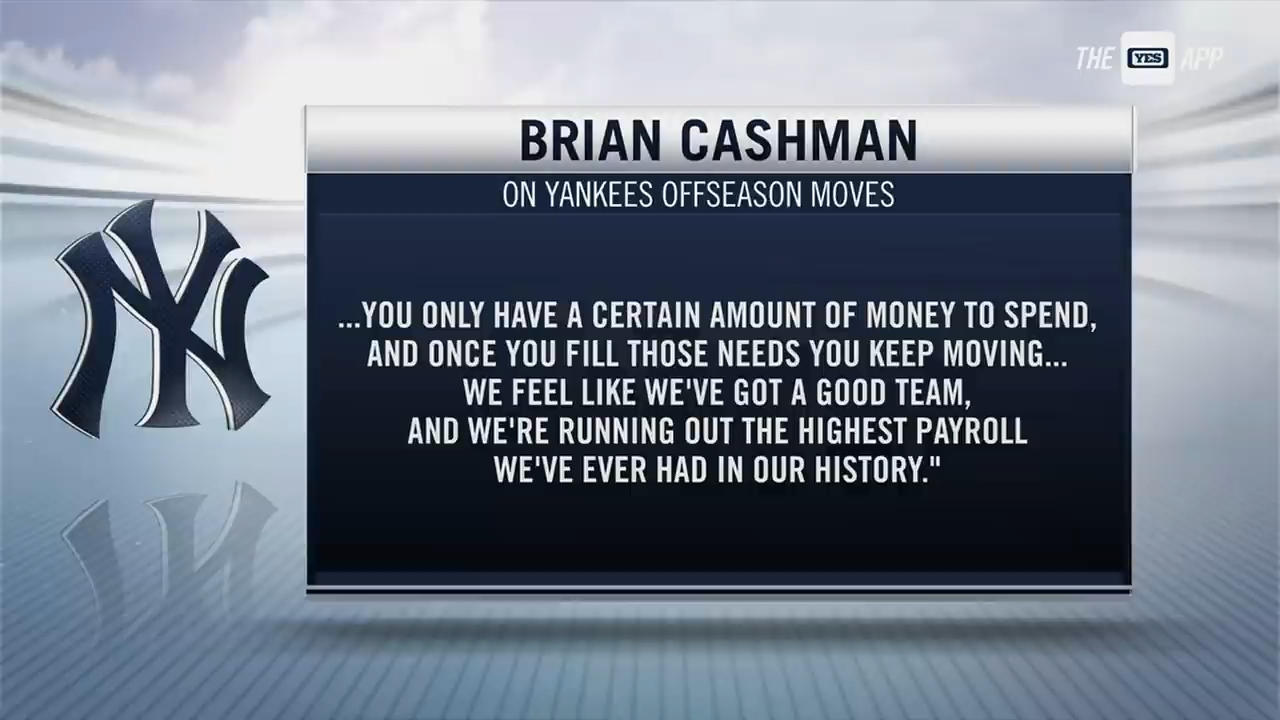 THE YES APP
BRIAN CASHMAN
ON YANKEES OFFSEASON MOVES
NY
...YOU ONLY HAVE A CERTAIN AMOUNT OF MONEY TO SPEND,
AND ONCE YOU FILL THOSE NEEDS YOU KEEP MOVING...
WE FEEL LIKE WE'VE GOT A GOOD TEAM,
AND WE'RE RUNNING OUT THE HIGHEST PAYROLL
WE'VE EVER HAD IN OUR HISTORY."